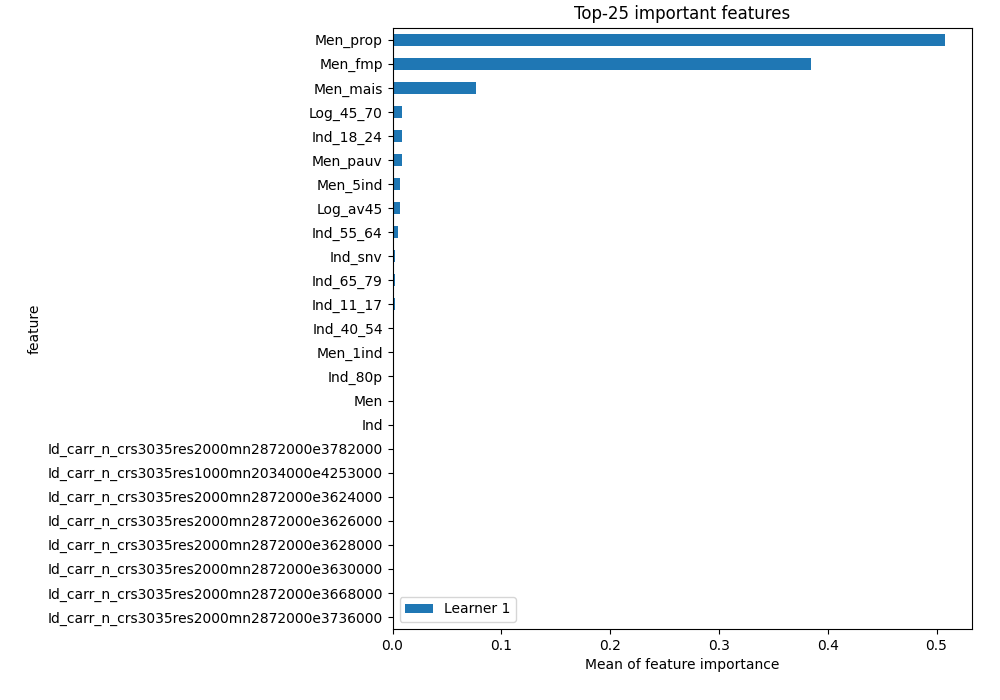 Top-25 important features
Men_prop
Men_fmp
Men_mais
Log_45_70
Ind_18_24
Men_pauv
Men_5ind
Log_av45
Ind_55_64
Ind_snv
Ind_65_79
Ind_11_17
Ind_40_54
Men_1ind
Ind_80p
Men
Ind
Id_carr_n_crs3035res2000mn2872000e3782000
Id_carr_n_crs3035res1000mn2034000e4253000
Id_carr_n_crs3035res2000mn2872000e3624000
Id_carr_n_crs3035res2000mn2872000e3626000
Id_carr_n_crs3035res2000mn2872000e3628000
Id_carr_n_crs3035res2000mn2872000e3630000
Id_carr_n_crs3035res2000mn2872000e3668000
Id_carr_n_crs3035res2000mn2872000e3736000
feature
Learner 1
0.0 0.1 0.2 0.3 0.4 0.5
Mean of feature importance